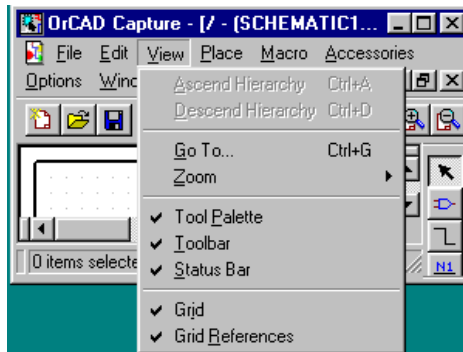 OrCAD Capture - [/ - (SCHEMATIC1...
File Edit View Place Macro Accessories
Options
Ascend Hierarchy Ctrl+A
Descend Hierarchy Ctrl+D
Go To... Ctrl+G
Zoom
Tool Palette
Toolbar
Status Bar
0 items selecte
N1
Grid
Grid References